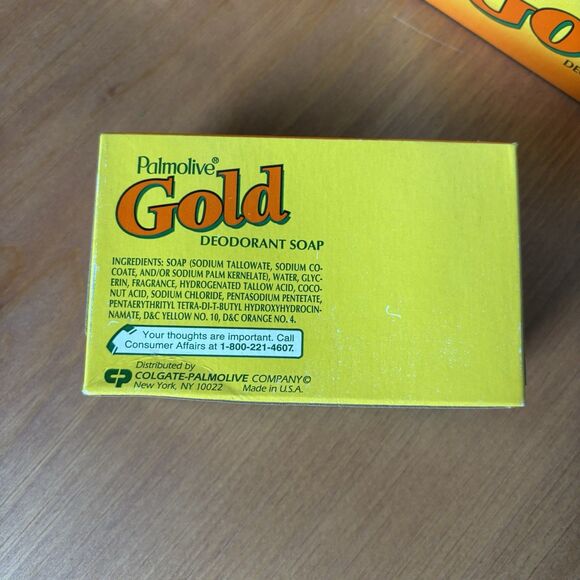 Go
DE
Palmolive®
Gold
DEODORANT SOAP
INGREDIENTS: SOAP (SODIUM TALLOWATE, SODIUM CO-
COATE, AND/OR SODIUM PALM KERNELATE), WATER, GLYC-
ERIN, FRAGRANCE, HYDROGENATED TALLOW ACID, COCO-
NUT ACID, SODIUM CHLORIDE, PENTASODIUM PENTETATE,
PENTAERYTHRITYL TETRA-DI-T-BUTYL HYDROXYHYDROCIN-
NAMATE, D&C YELLOW NO. 10, D&C ORANGE NO. 4.
Your thoughts are important. Call
Consumer Affairs at 1-800-221-4607.
Distributed by
CP COLGATE-PALMOLIVE COMPANY©
New York, NY 10022 Made in U.S.A.